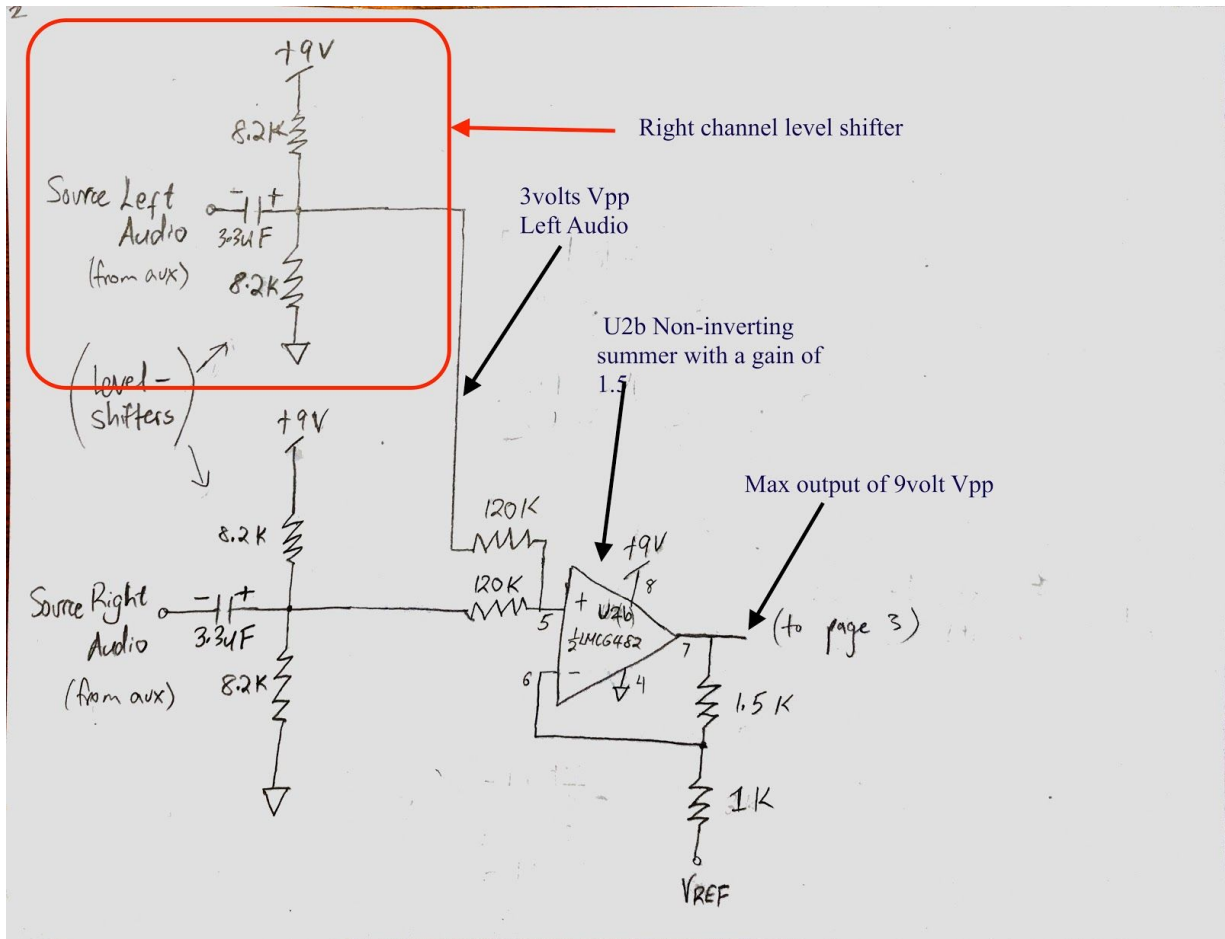 2
+9V
8.2K
Right channel level shifter
Source Left
Audio
(from aux)
- +
3.3uF
8.2K
3volts Vpp
Left Audio
U2b Non-inverting
summer with a gain of
1.5
(Level-
shifters)
+9V
8.2K
Max output of 9volt Vpp
120K
120K
+9V
8
Source Right
Audio
(from aux)
- +
3.3uF
8.2K
5
+
U2b
½LMC6482
7
(to page 3)
6
-
4
1.5K
1K
VREF